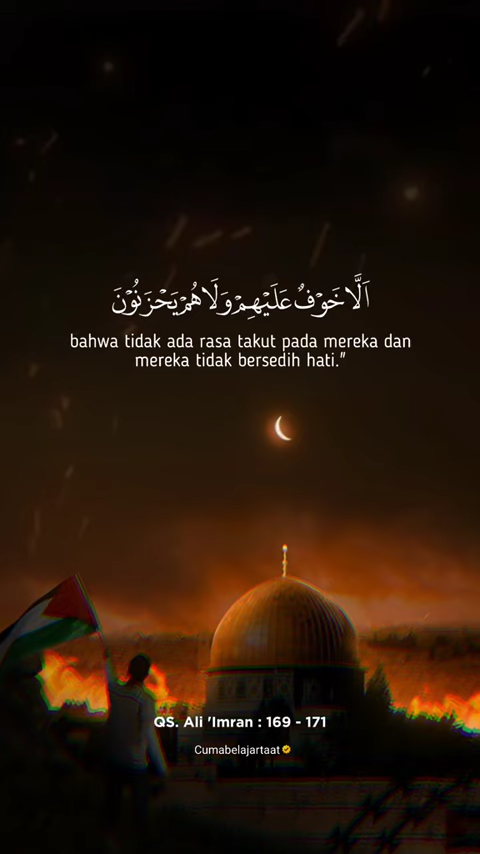 اَلَّا خَوْفٌ عَلَيْهِمْ وَلَا هُمْ يَحْزَنُوْنَ
bahwa tidak ada rasa takut pada mereka dan
mereka tidak bersedih hati."
QS. Ali 'Imran : 169 - 171
Cumabelajartaat